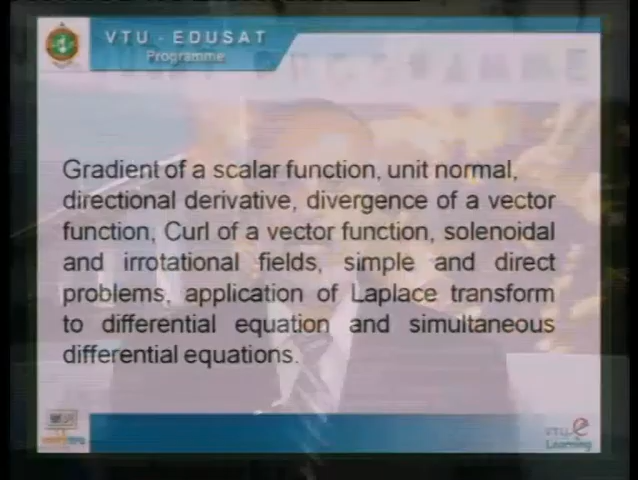 VTU - EDUSAT
Programme
Gradient of a scalar function, unit normal,
directional derivative, divergence of a vector
function, Curl of a vector function, solenoidal
and irrotational fields, simple and direct
problems, application of Laplace transform
to differential equation and simultaneous
differential equations.
VTU e
Learning